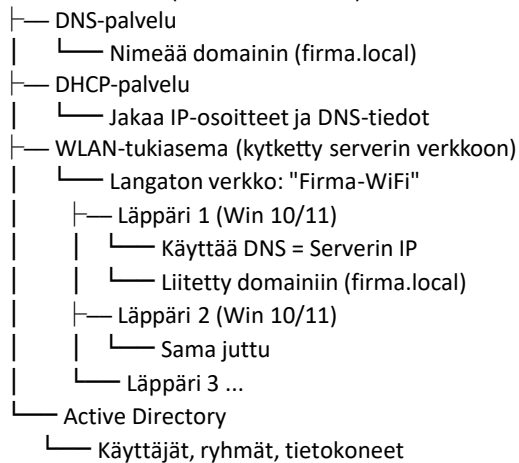 ├── DNS-palvelu
│ └── Nimeää domainin (firma.local)
├── DHCP-palvelu
│ └── Jakaa IP-osoitteet ja DNS-tiedot
├── WLAN-tukiasema (kytketty serverin verkkoon)
│ └── Langaton verkko: "Firma-WiFi"
│ ├── Läppäri 1 (Win 10/11)
│ │ └── Käyttää DNS = Serverin IP
│ │ └── Liitetty domainiin (firma.local)
│ ├── Läppäri 2 (Win 10/11)
│ │ └── Sama juttu
│ └── Läppäri 3 ...
└── Active Directory
└── Käyttäjät, ryhmät, tietokoneet